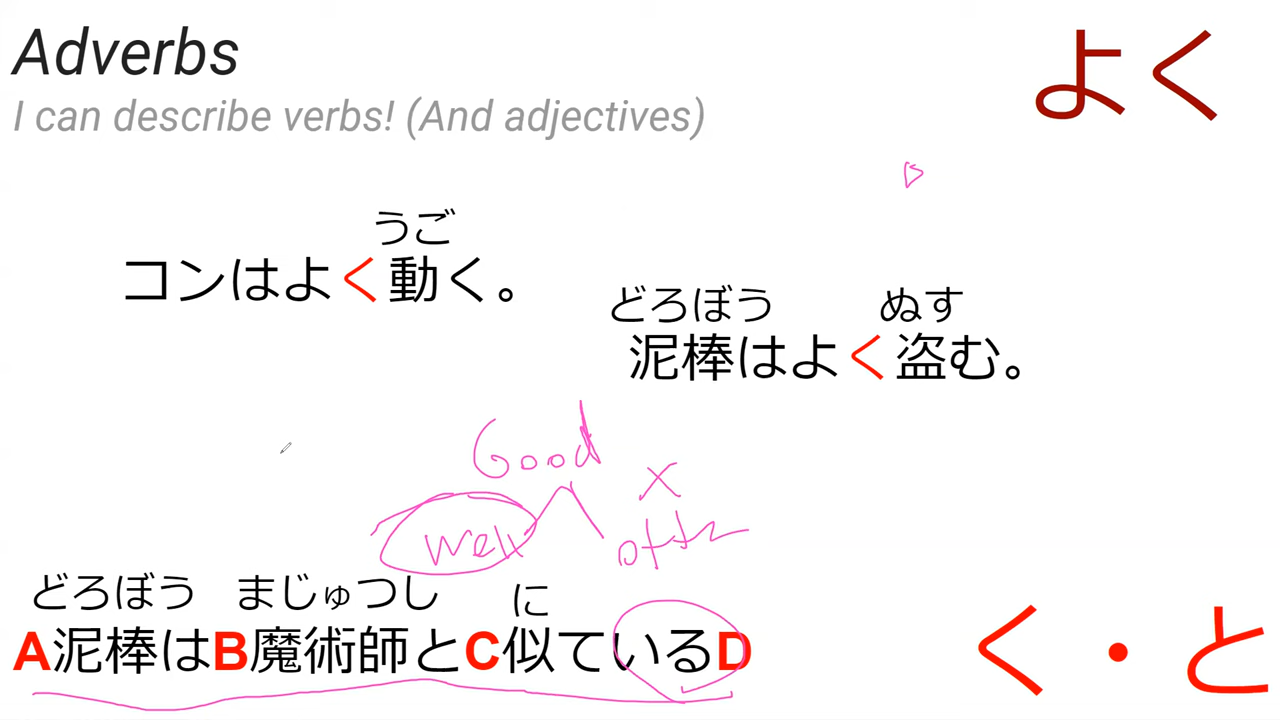 Adverbs
よく
I can describe verbs! (And adjectives)
うご
コンはよく動く。
どろぼう ぬす
泥棒はよく盗む。
Good
x
well
どろぼう まじゅつし に
A泥棒はB魔術師とC似ているD
く・と